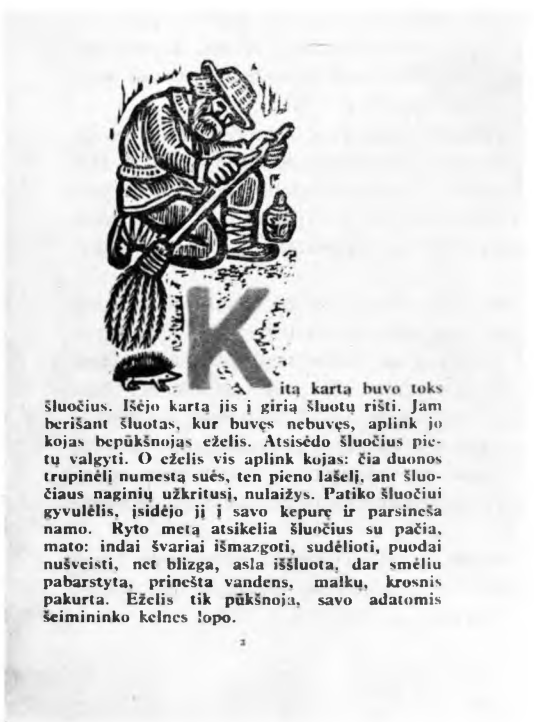 Kitą kartą buvo toks
šluočius. Išėjo kartą jis į girią šluotų rišti. Jam
berišant šluotas, kur buvęs nebuvęs, aplink jo
kojas bepūkšnojąs eželis. Atsisėdo šluočius pie-
tų valgyti. O eželis vis aplink kojas: čia duonos
trupinėlį numestą suės, ten pieno lašelį, ant šluo-
čiaus naginių užkritusį, nulaižys. Patiko šluočiui
gyvulėlis, įsidėjo jį į savo kepurę ir parsineša
namo. Ryto metą atsikelia šluočius su pačia,
mato: indai švariai išmazgoti, sudėlioti, puodai
nušveisti, net blizga, asla iššluota, dar smėliu
pabarstyta, prinešta vandens, malkų, krosnis
pakurta. Eželis tik pūkšnoja, savo adatomis
šeimininko kelnes lopo.
2